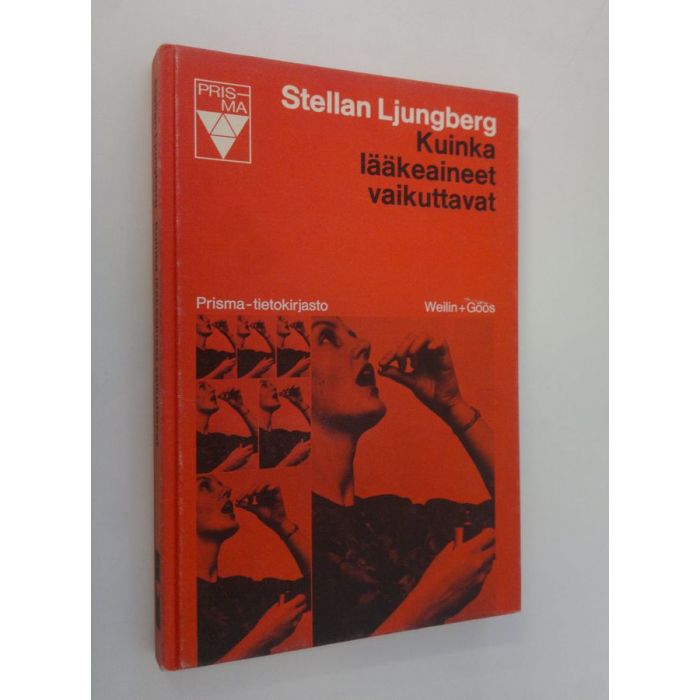 PRIS-
MA
Stellan Ljungberg
Kuinka
lääkeaineet
vaikuttavat
Prisma-tietokirjasto
Weilin+Göös